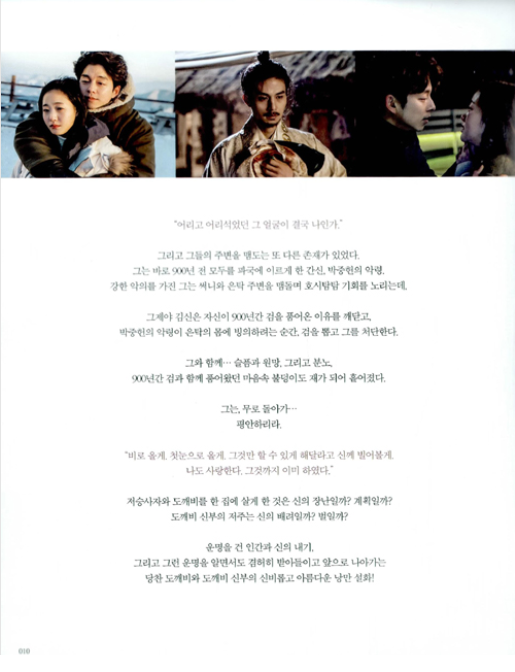 “어리고 어리석었던 그 얼굴이 결국 나인가.”
그리고 그들의 주변을 맴도는 또 다른 존재가 있었다.
그는 바로 900년 전 모두를 파국에 이르게 한 간신, 박중헌의 악령.
강한 악의를 가진 그는 써니와 은탁 주변을 맴돌며 호시탐탐 기회를 노리는데,
그제야 김신은 자신이 900년간 검을 품어온 이유를 깨닫고,
박중헌의 악령이 은탁의 몸에 빙의하려는 순간, 검을 뽑고 그를 처단한다.
그와 함께… 슬픔과 원망, 그리고 분노,
900년간 검과 함께 품어왔던 마음속 불덩이도 재가 되어 흩어졌다.
그는, 무로 돌아가…
평안하리라.
“비로 올게. 첫눈으로 올게. 그것만 할 수 있게 해달라고 신께 빌어볼게.
나도 사랑한다. 그것까지 이미 하였다.”
저승사자와 도깨비를 한 집에 살게 한 것은 신의 장난일까? 계획일까?
도깨비 신부의 저주는 신의 배려일까? 벌일까?
운명을 건 인간과 신의 내기,
그리고 그런 운명을 알면서도 겸허히 받아들이고 앞으로 나아가는
당찬 도깨비와 도깨비 신부의 신비롭고 아름다운 낭만 설화!
010